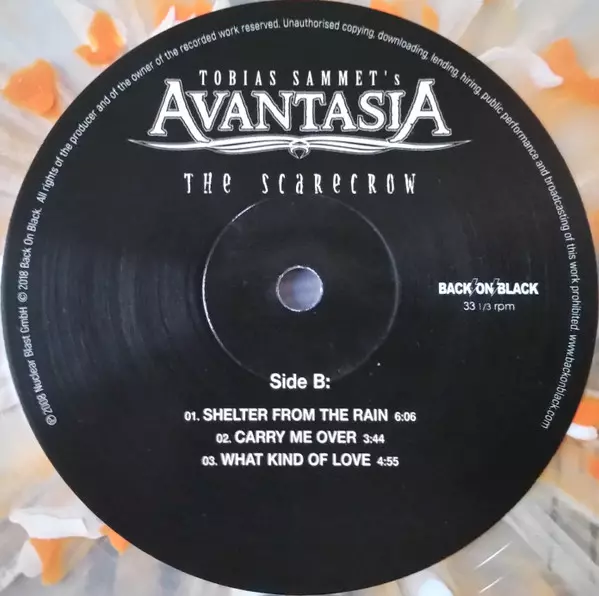 ℗ 2008 Nuclear Blast GmbH © 2018 Back On Black. All rights of the producer and of the owner of the recorded work reserved. Unauthorised copying, downloading, lending, hiring, public performance and broadcasting of this work prohibited. www.backonblack.com
TOBIAS SAMMET's
AVANTASIA
THE SCARECROW
BACK ON BLACK
33 1/3 rpm
Side B:
01. SHELTER FROM THE RAIN 6:06
02. CARRY ME OVER 3:44
03. WHAT KIND OF LOVE 4:55